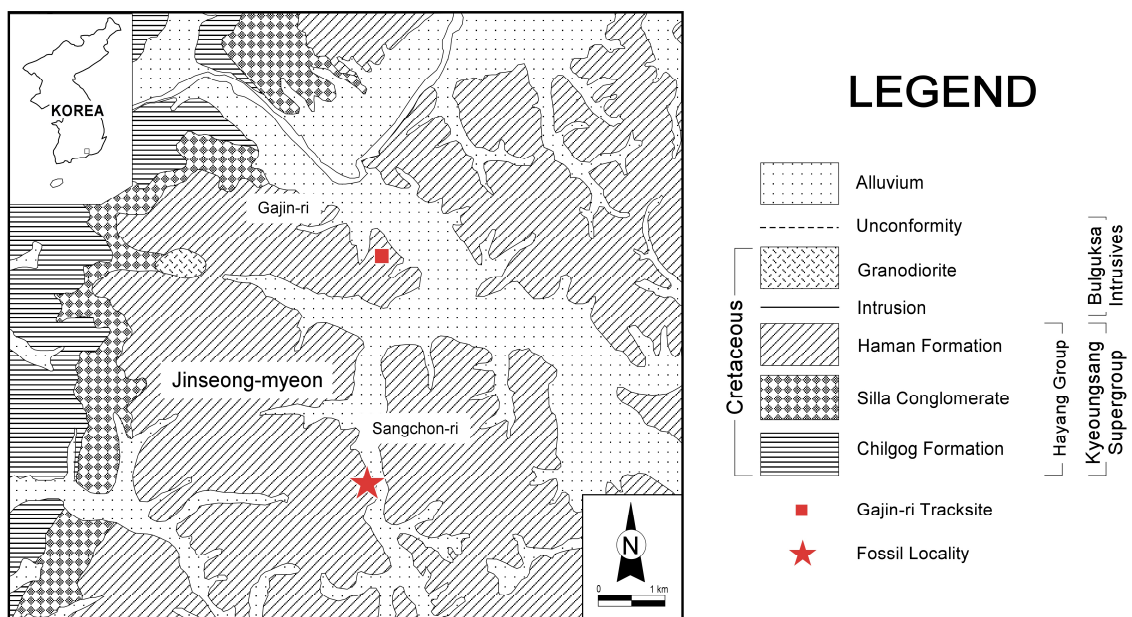 KOREA
Gajin-ri
Jinseong-myeon
Sangchon-ri
N
0 1 km
LEGEND
Alluvium
Unconformity
Granodiorite
Intrusion
Haman Formation
Silla Conglomerate
Chilgog Formation
Cretaceous
Hayang Group
Kyeoungsang
Supergroup
Bulguksa
Intrusives
Gajin-ri Tracksite
Fossil Locality